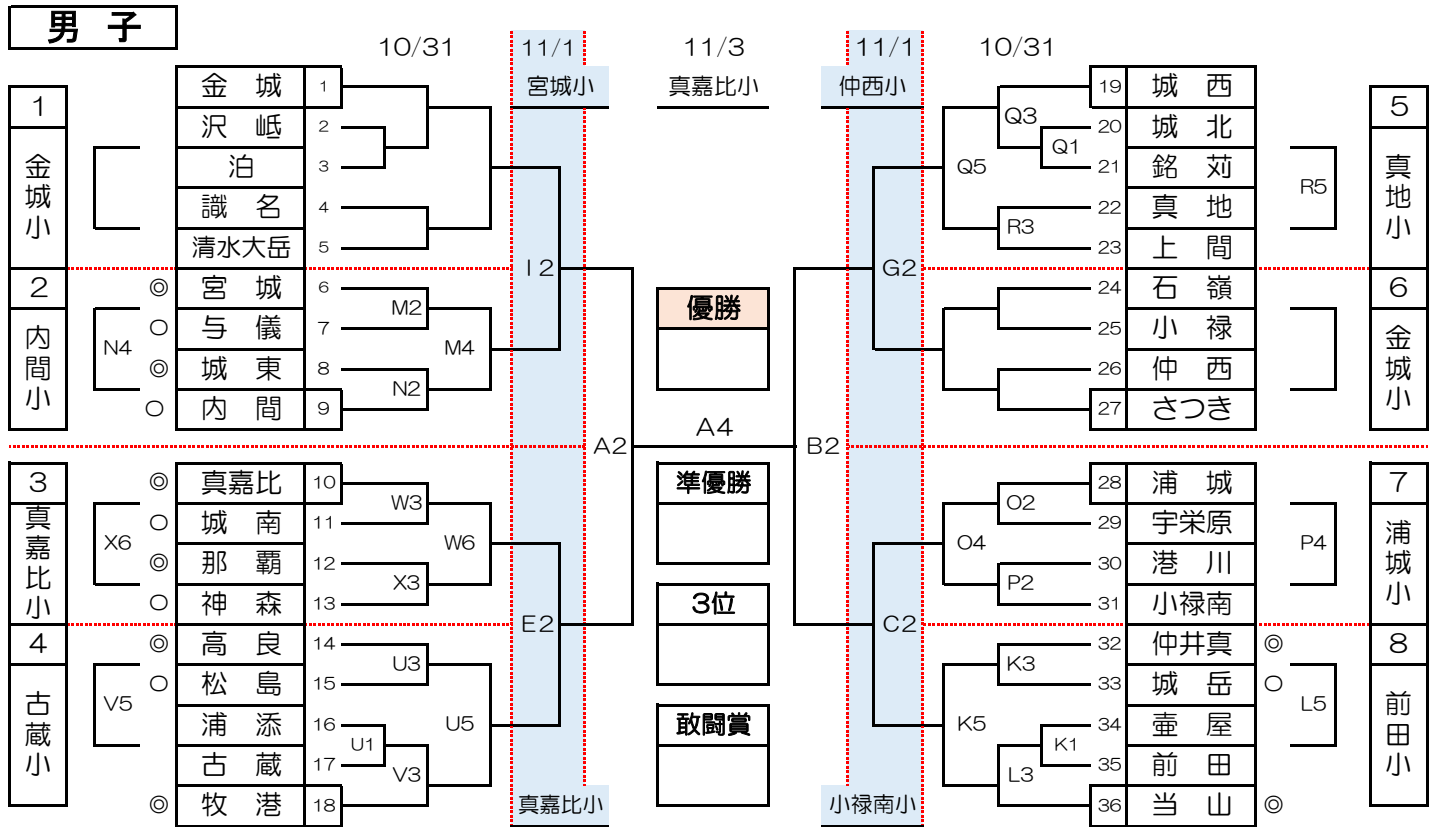 男 子
10/31
11/1
11/3
11/1
10/31
宮城小
真嘉比小
仲西小
1
金城小
金 城 1
沢 岻 2
泊 3
識 名 4
清水大岳 5
2
内間小
N4
◎ 宮 城 6
○ 与 儀 7
◎ 城 東 8
○ 内 間 9
M2
N2
M4
I2
3
真嘉比小
X6
◎ 真嘉比 10
○ 城 南 11
◎ 那 覇 12
○ 神 森 13
W3
X3
W6
4
古蔵小
V5
◎ 高 良 14
○ 松 島 15
浦 添 16
古 蔵 17
◎ 牧 港 18
U3
U1
V3
U5
E2
真嘉比小
A2
優勝
A4
準優勝
3位
敢闘賞
B2
19 城 西
20 城 北
21 銘 苅
22 真 地
23 上 間
Q3
Q1
Q5
R3
R5
5
真地小
G2
24 石 嶺
25 小 禄
26 仲 西
27 さつき
6
金城小
28 浦 城
29 宇栄原
30 港 川
31 小禄南
O2
O4
P2
P4
7
浦城小
C2
32 仲井真 ◎
33 城 岳 ○
34 壷 屋
35 前 田
36 当 山 ◎
K3
K1
K5
L3
L5
8
前田小
小禄南小